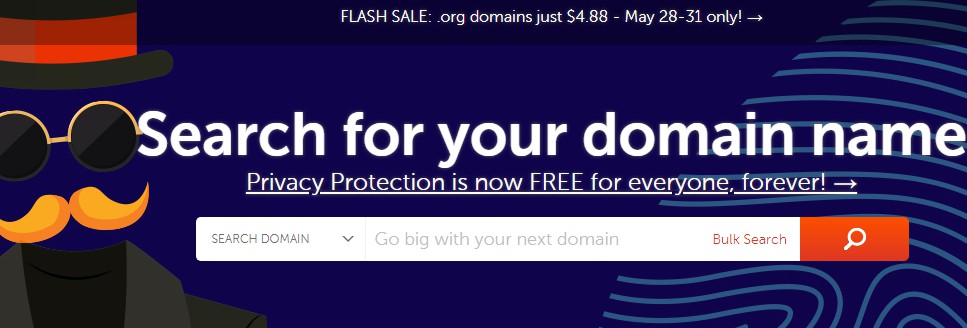 FLASH SALE: .org domains just $4.88 - May 28-31 only! →
Search for your domain name
Privacy Protection is now FREE for everyone, forever! →
SEARCH DOMAIN Go big with your next domain Bulk Search